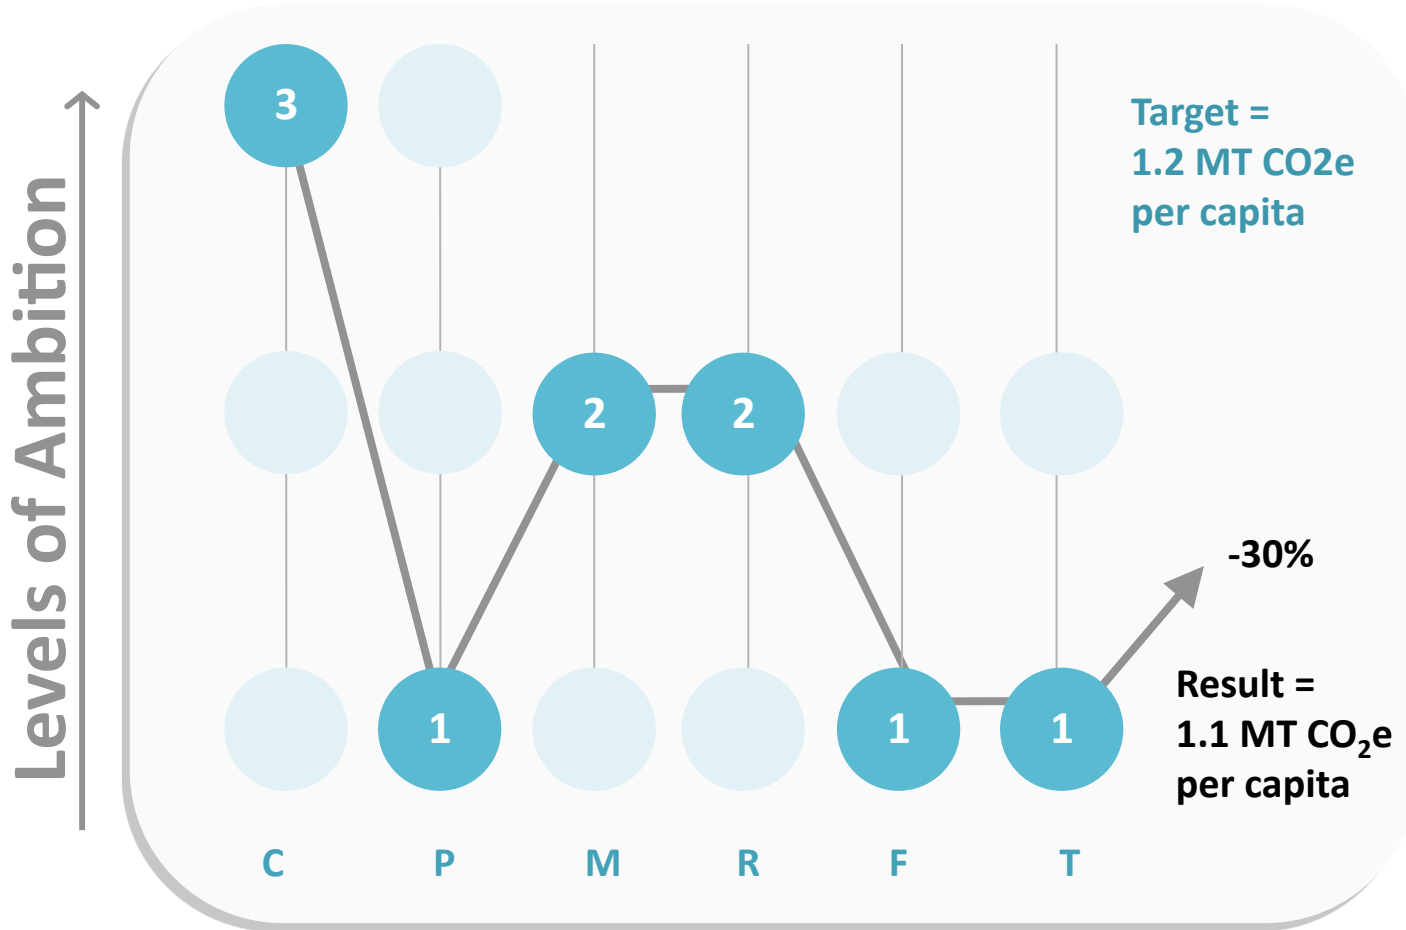 Levels of Ambition
3
Target =
1.2 MT CO2e
per capita
2
2
-30%
1
1
1
Result =
1.1 MT CO₂e
per capita
C
P
M
R
F
T